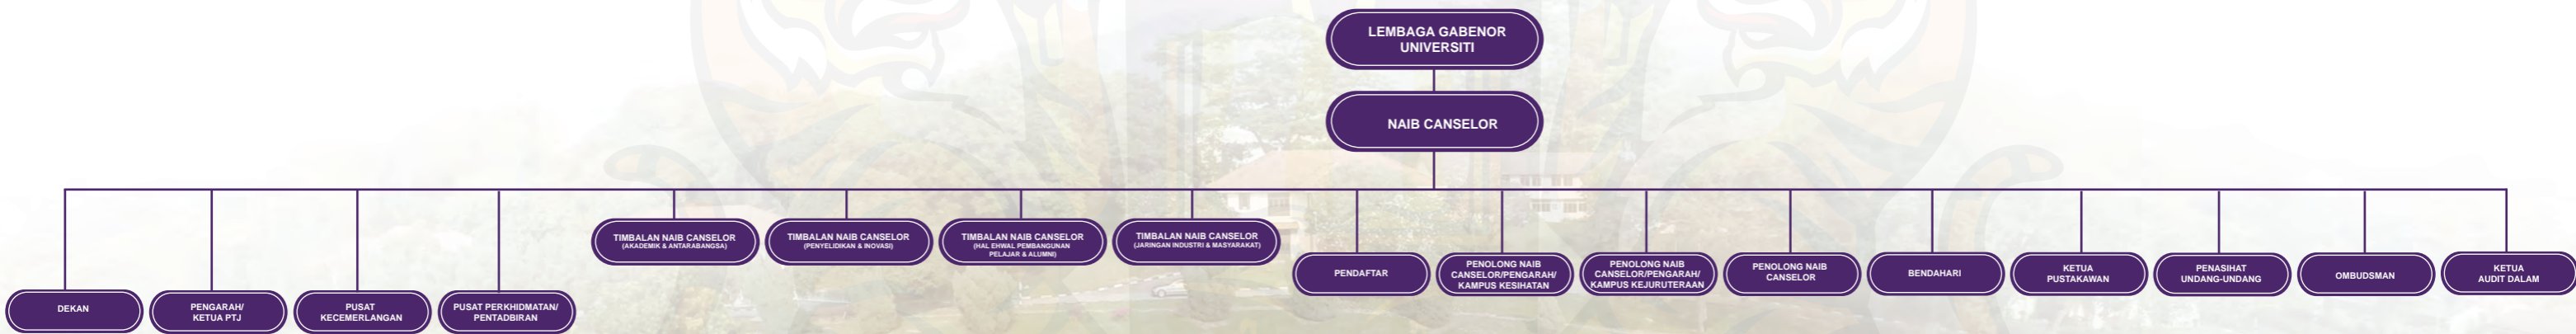 LEMBAGA GABENOR
UNIVERSITI
NAIB CANSELOR
TIMBALAN NAIB CANSELOR
(AKADEMIK & ANTARABANGSA)
TIMBALAN NAIB CANSELOR
(PENYELIDIKAN & INOVASI)
TIMBALAN NAIB CANSELOR
(HAL EHWAL PEMBANGUNAN
PELAJAR & ALUMNI)
TIMBALAN NAIB CANSELOR
(JARINGAN INDUSTRI & MASYARAKAT)
PENDAFTAR
PENOLONG NAIB
CANSELOR/PENGARAH/
KAMPUS KESIHATAN
PENOLONG NAIB
CANSELOR/PENGARAH/
KAMPUS KEJURUTERAAN
PENOLONG NAIB
CANSELOR
BENDAHARI
KETUA
PUSTAKAWAN
PENASIHAT
UNDANG-UNDANG
OMBUDSMAN
KETUA
AUDIT DALAM
DEKAN
PENGARAH/
KETUA PTJ
PUSAT
KECEMERLANGAN
PUSAT PERKHIDMATAN/
PENTADBIRAN